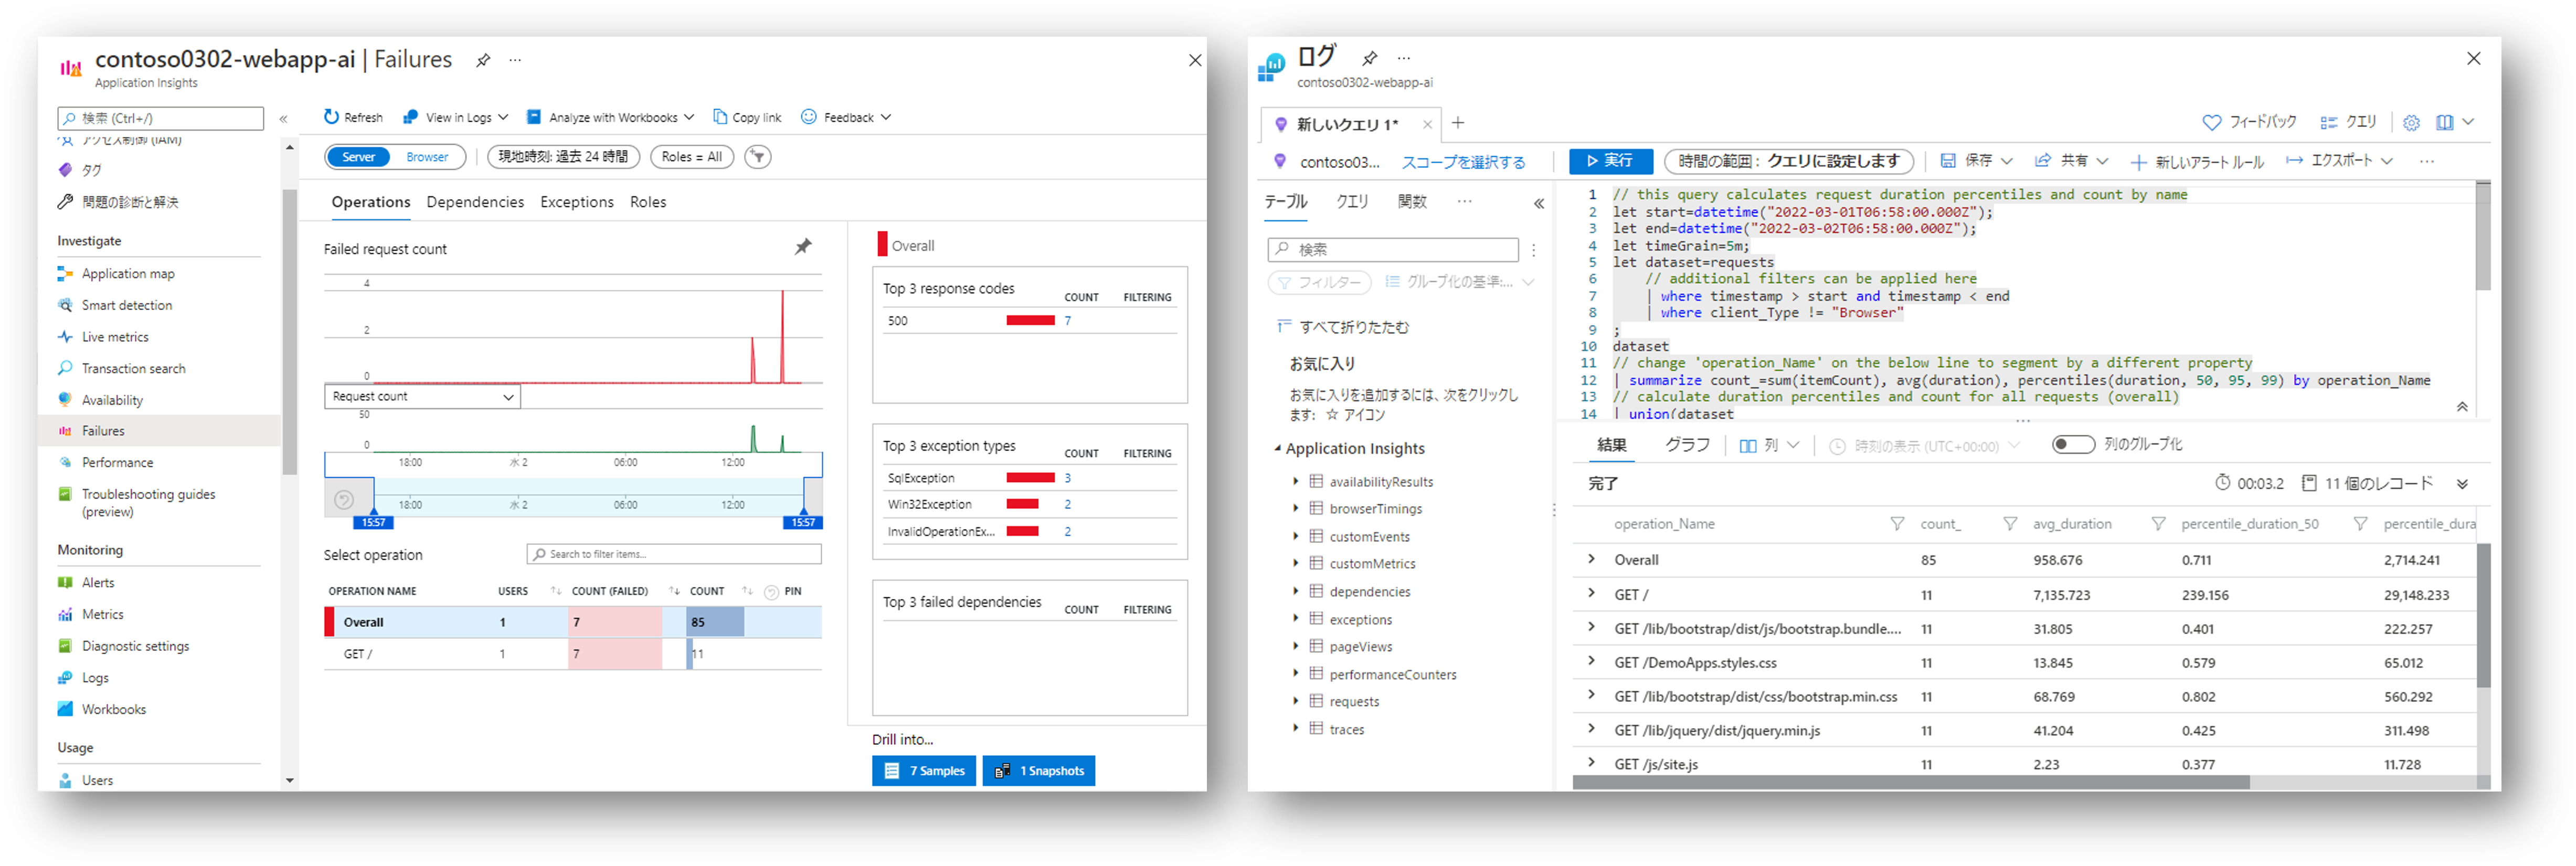 contoso0302-webapp-ai | Failures
Application Insights
検索 (Ctrl+/)
アクセス制御 (IAM)
タグ
問題の診断と解決
Investigate
Application map
Smart detection
Live metrics
Transaction search
Availability
Failures
Performance
Troubleshooting guides
(preview)
Monitoring
Alerts
Metrics
Diagnostic settings
Logs
Workbooks
Usage
Users
Refresh View in Logs Analyze with Workbooks Copy link Feedback
Server Browser 現地時刻: 過去 24 時間 Roles = All
Operations Dependencies Exceptions Roles
Failed request count
4
2
0
Request count
50
0
18:00 水 2 06:00 12:00
18:00 水 2 06:00 12:00
15:57 15:57
Select operation Search to filter items...
OPERATION NAME USERS COUNT (FAILED) COUNT PIN
Overall 1 7 85
GET / 1 7 11
Overall
Top 3 response codes COUNT FILTERING
500 7
Top 3 exception types COUNT FILTERING
SqlException 3
Win32Exception 2
InvalidOperationEx... 2
Top 3 failed dependencies COUNT FILTERING
Drill into...
7 Samples 1 Snapshots
ログ ...
contoso0302-webapp-ai
新しいクエリ 1* × +
フィードバック クエリ
contoso03... スコープを選択する
実行 時間の範囲 : クエリに設定します 保存 共有 新しいアラート ルール エクスポート ...
テーブル クエリ 関数 ... «
検索
フィルター グループ化の基準:...
すべて折りたたむ
お気に入り
お気に入りを追加するには、次をクリックし
ます: ☆ アイコン
Application Insights
availabilityResults
browserTimings
customEvents
customMetrics
dependencies
exceptions
pageViews
performanceCounters
requests
traces
1 // this query calculates request duration percentiles and count by name
2 let start=datetime("2022-03-01T06:58:00.000Z");
3 let end=datetime("2022-03-02T06:58:00.000Z");
4 let timeGrain=5m;
5 let dataset=requests
6 // additional filters can be applied here
7 | where timestamp > start and timestamp < end
8 | where client_Type != "Browser"
9 ;
10 dataset
11 // change 'operation_Name' on the below line to segment by a different property
12 | summarize count_=sum(itemCount), avg(duration), percentiles(duration, 50, 95, 99) by operation_Name
13 // calculate duration percentiles and count for all requests (overall)
14 | union(dataset
結果 グラフ 列 時刻の表示 (UTC+00:00) 列のグループ化
完了 00:03.2 11 個のレコード
operation_Name count_ avg_duration percentile_duration_50 percentile_dura
Overall 85 958.676 0.711 2,714.241
GET / 11 7,135.723 239.156 29,148.233
GET /lib/bootstrap/dist/js/bootstrap.bundle.... 11 31.805 0.401 222.257
GET /DemoApps.styles.css 11 13.845 0.579 65.012
GET /lib/bootstrap/dist/css/bootstrap.min.css 11 68.769 0.802 560.292
GET /lib/jquery/dist/jquery.min.js 11 41.204 0.425 311.498
GET /js/site.js 11 2.23 0.377 11.728